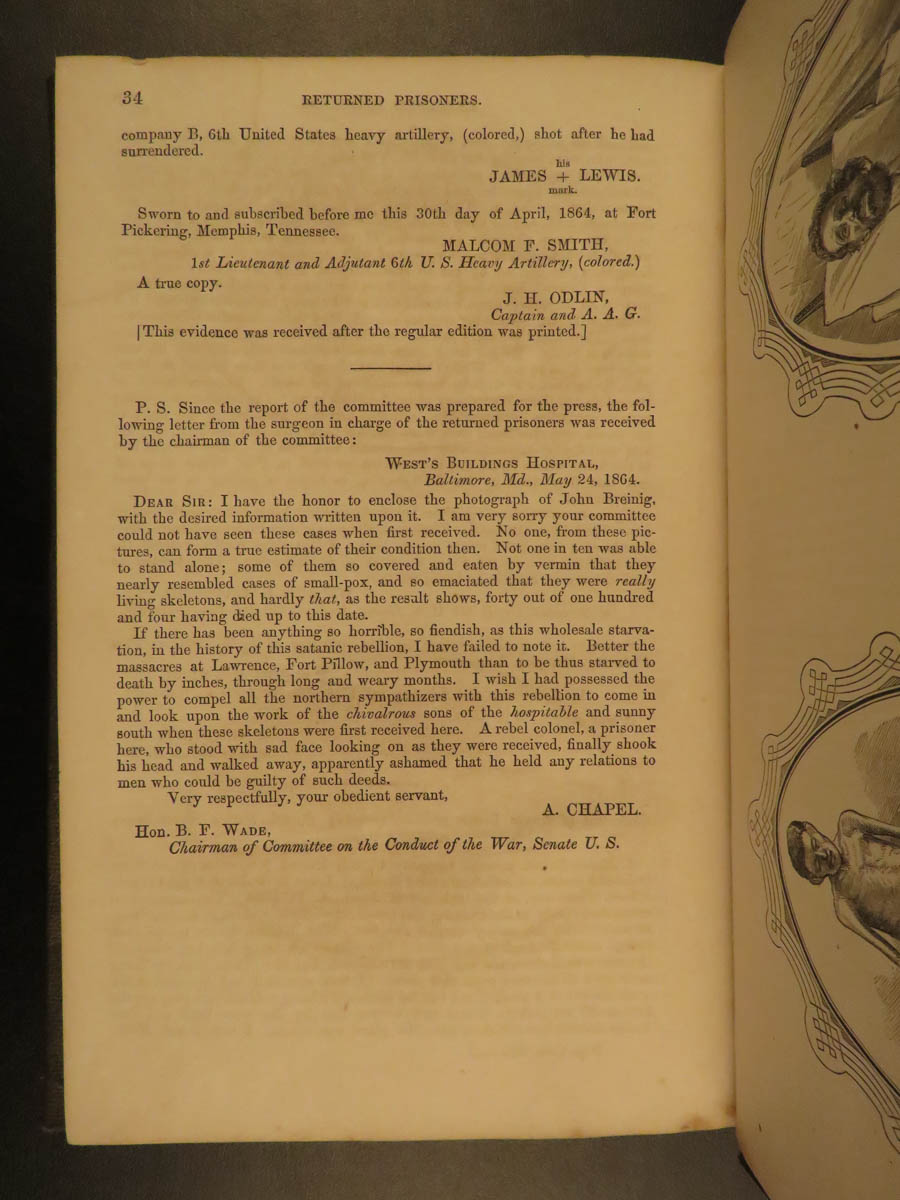 34 RETURNED PRISONERS.
company B, 6th United States heavy artillery, (colored,) shot after he had
surrendered.
his
JAMES + LEWIS.
mark.
Sworn to and subscribed before me this 30th day of April, 1864, at Fort
Pickering, Memphis, Tennessee.
MALCOM F. SMITH,
1st Lieutenant and Adjutant 6th U. S. Heavy Artillery, (colored.)
A true copy.
J. H. ODLIN,
Captain and A. A. G.
[This evidence was received after the regular edition was printed.]
P. S. Since the report of the committee was prepared for the press, the fol-
lowing letter from the surgeon in charge of the returned prisoners was received
by the chairman of the committee:
WEST'S BUILDINGS HOSPITAL,
Baltimore, Md., May 24, 1864.
DEAR SIR: I have the honor to enclose the photograph of John Breinig,
with the desired information written upon it. I am very sorry your committee
could not have seen these cases when first received. No one, from these pic-
tures, can form a true estimate of their condition then. Not one in ten was able
to stand alone; some of them so covered and eaten by vermin that they
nearly resembled cases of small-pox, and so emaciated that they were really
living skeletons, and hardly that, as the result shows, forty out of one hundred
and four having died up to this date.
If there has been anything so horrible, so fiendish, as this wholesale starva-
tion, in the history of this satanic rebellion, I have failed to note it. Better the
massacres at Lawrence, Fort Pillow, and Plymouth than to be thus starved to
death by inches, through long and weary months. I wish I had possessed the
power to compel all the northern sympathizers with this rebellion to come in
and look upon the work of the chivalrous sons of the hospitable and sunny
south when these skeletons were first received here. A rebel colonel, a prisoner
here, who stood with sad face looking on as they were received, finally shook
his head and walked away, apparently ashamed that he held any relations to
men who could be guilty of such deeds.
Very respectfully, your obedient servant,
A. CHAPEL.
Hon. B. F. WADE,
Chairman of Committee on the Conduct of the War, Senate U. S.